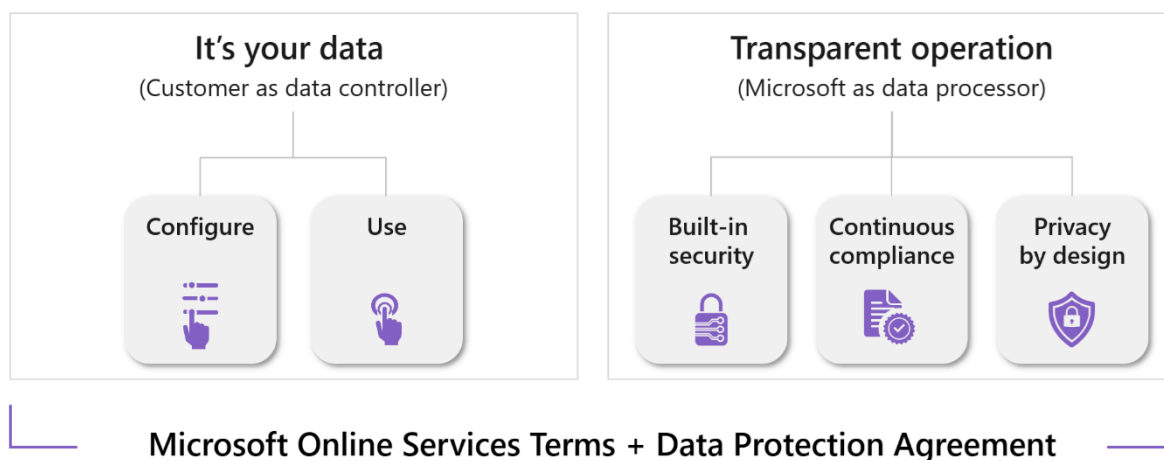 It's your data
(Customer as data controller)
Configure
Use
Transparent operation
(Microsoft as data processor)
Built-in
security
Continuous
compliance
Privacy
by design
Microsoft Online Services Terms + Data Protection Agreement